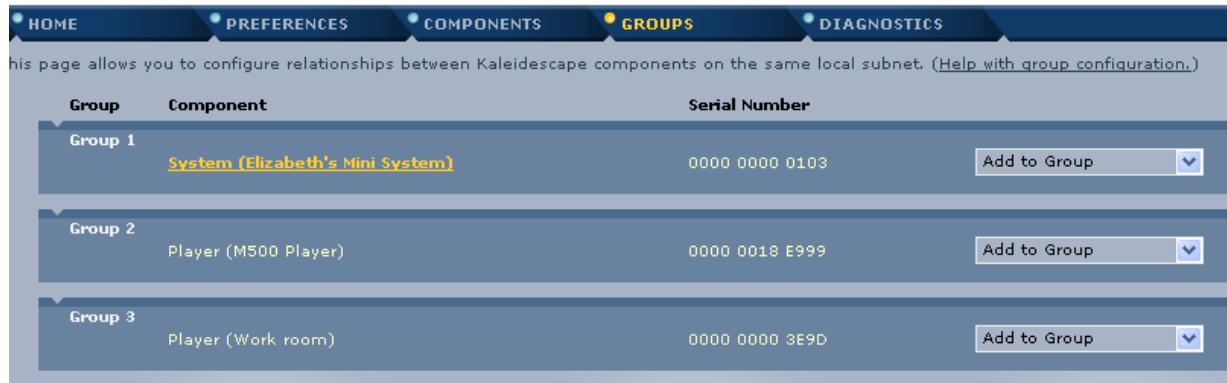 HOME PREFERENCES COMPONENTS GROUPS DIAGNOSTICS
his page allows you to configure relationships between Kaleidescape components on the same local subnet. (Help with group configuration.)
Group Component Serial Number
Group 1
System (Elizabeth's Mini System) 0000 0000 0103 Add to Group
Group 2
Player (M500 Player) 0000 0018 E999 Add to Group
Group 3
Player (Work room) 0000 0000 3E9D Add to Group